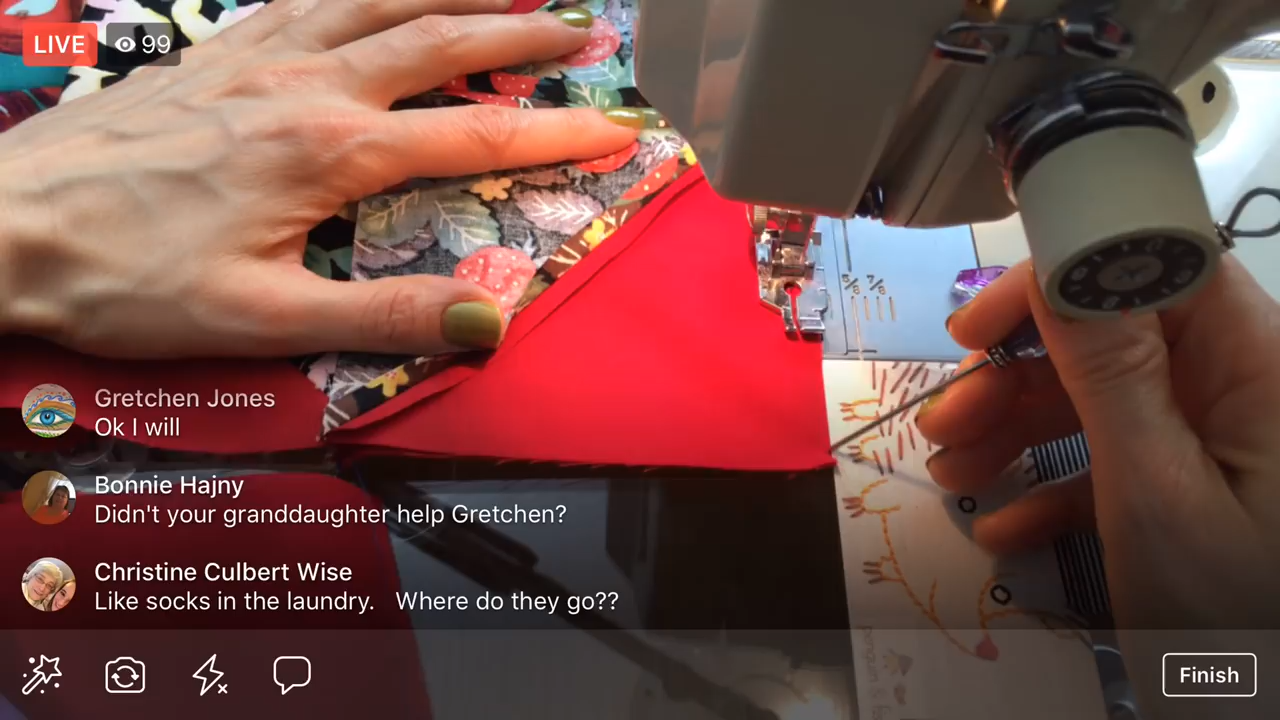 LIVE 99
5/8 7/8
Gretchen Jones
Ok I will
Bonnie Hajny
Didn't your granddaughter help Gretchen?
Christine Culbert Wise
Like socks in the laundry. Where do they go??
Finish